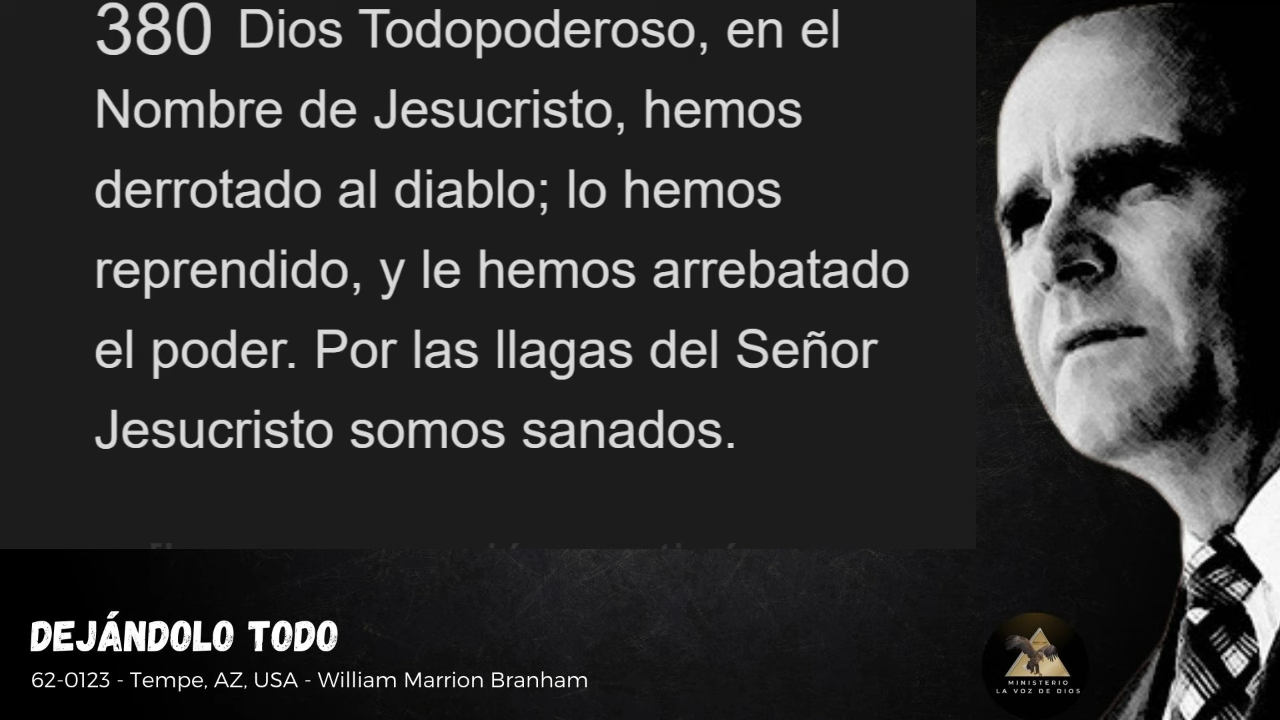 380 Dios Todopoderoso, en el
Nombre de Jesucristo, hemos
derrotado al diablo; lo hemos
reprendido, y le hemos arrebatado
el poder. Por las llagas del Señor
Jesucristo somos sanados.
DEJÁNDOLO TODO
62-0123 - Tempe, AZ, USA - William Marrion Branham
MINISTERIO
LA VOZ DE DIOS